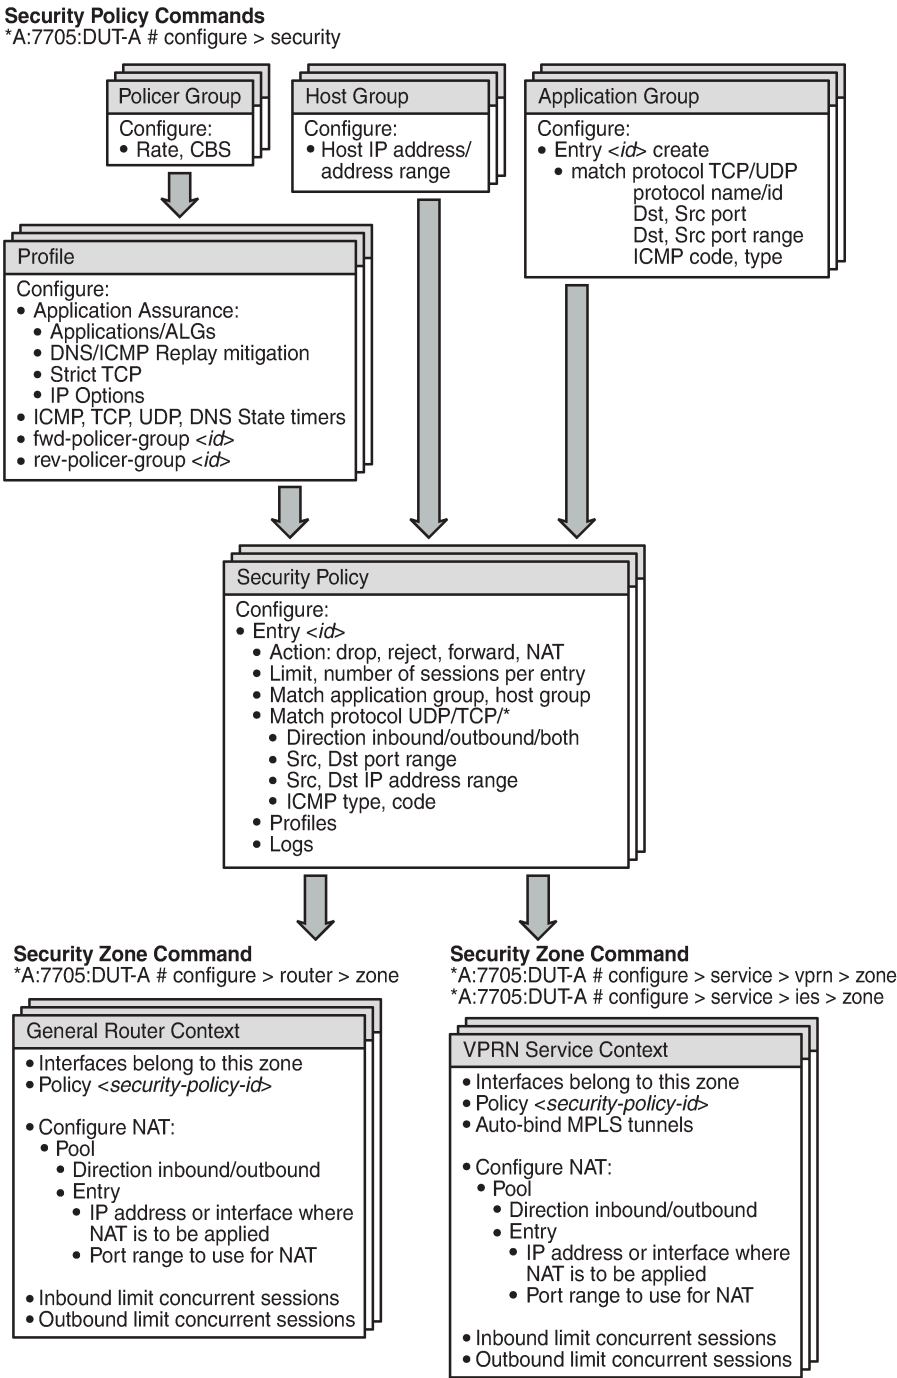 Security Policy Commands
*A:7705:DUT-A # configure > security
Policer Group
Configure:
• Rate, CBS
Host Group
Configure:
• Host IP address/
address range
Application Group
Configure:
• Entry <id> create
• match protocol TCP/UDP
protocol name/id
Dst, Src port
Dst, Src port range
ICMP code, type
Profile
Configure:
• Application Assurance:
• Applications/ALGs
• DNS/ICMP Replay mitigation
• Strict TCP
• IP Options
• ICMP, TCP, UDP, DNS State timers
• fwd-policer-group <id>
• rev-policer-group <id>
Security Policy
Configure:
• Entry <id>
• Action: drop, reject, forward, NAT
• Limit, number of sessions per entry
• Match application group, host group
• Match protocol UDP/TCP/*
• Direction inbound/outbound/both
• Src, Dst port range
• Src, Dst IP address range
• ICMP type, code
• Profiles
• Logs
Security Zone Command
*A:7705:DUT-A # configure > router > zone
General Router Context
• Interfaces belong to this zone
• Policy <security-policy-id>
• Configure NAT:
• Pool
• Direction inbound/outbound
• Entry
• IP address or interface where
NAT is to be applied
• Port range to use for NAT
• Inbound limit concurrent sessions
• Outbound limit concurrent sessions
Security Zone Command
*A:7705:DUT-A # configure > service > vprn > zone
*A:7705:DUT-A # configure > service > ies > zone
VPRN Service Context
• Interfaces belong to this zone
• Policy <security-policy-id>
• Auto-bind MPLS tunnels
• Configure NAT:
• Pool
• Direction inbound/outbound
• Entry
• IP address or interface where
NAT is to be applied
• Port range to use for NAT
• Inbound limit concurrent sessions
• Outbound limit concurrent sessions